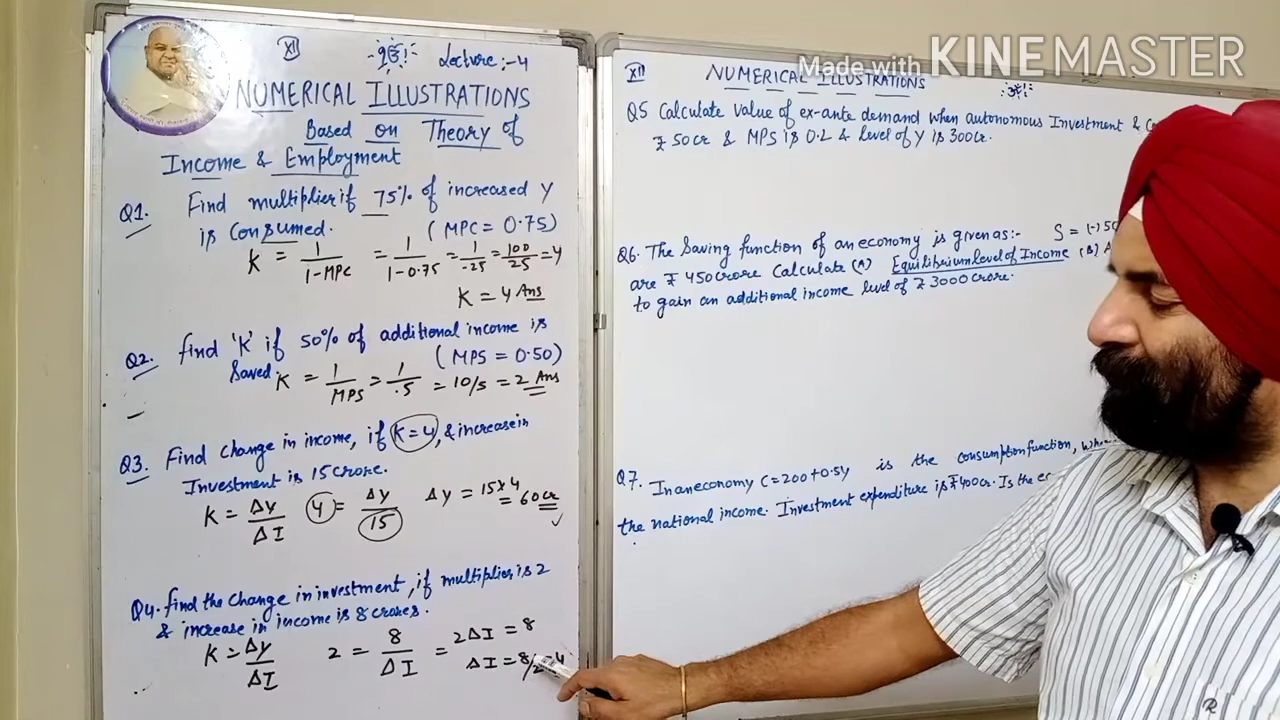 Made with KINEMASTER
XII
Lecture :- 4
NUMERICAL ILLUSTRATIONS
Based on Theory of
Income & Employment
Q1. Find multiplier if 75% of increased Y
is consumed. (MPC = 0.75)
K = 1/1-MPC = 1/1-0.75 = 1/.25 = 100/25 = 4
K = 4 Ans
Q2. find 'K' if 50% of additional income is
Saved. (MPS = 0.50)
K = 1/MPS = 1/.5 = 10/5 = 2 Ans
Q3. Find change in income, if K=4, & increase in
Investment is 15 crore.
K = ΔY/ΔI 4 = ΔY/15 ΔY = 15×4
= 60cr
Q4. find the change in investment, if multiplier is 2
& increase in income is 8 crores.
K = ΔY/ΔI 2 = 8/ΔI = 2ΔI = 8
ΔI = 8/2 = 4
XII
NUMERICAL ILLUSTRATIONS
Q5 Calculate value of ex-ante demand when autonomous Investment &
₹ 50cr & MPS is 0.2 & level of Y is 300Cr.
Q6. The Saving function of an economy is given as:- S =
are ₹ 450 crore Calculate (A) Equilibrium level of Income (B)
to gain an additional income level of ₹ 3000 Crore.
Q7. In an economy C = 200 + 0.5Y is the consumption function,
the national income. Investment expenditure is ₹400cr. Is the